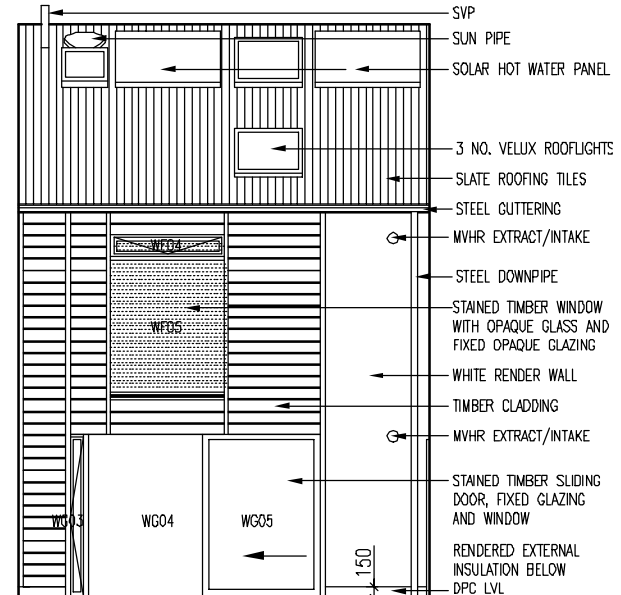 SVP
SUN PIPE
SOLAR HOT WATER PANEL
3 NO. VELUX ROOFLIGHTS
SLATE ROOFING TILES
STEEL GUTTERING
MVHR EXTRACT/INTAKE
STEEL DOWNPIPE
STAINED TIMBER WINDOW
WITH OPAQUE GLASS AND
FIXED OPAQUE GLAZING
WHITE RENDER WALL
TIMBER CLADDING
MVHR EXTRACT/INTAKE
STAINED TIMBER SLIDING
DOOR, FIXED GLAZING
AND WINDOW
RENDERED EXTERNAL
INSULATION BELOW
DPC LVL
WF04
WF05
WG03
WG04
WG05
150